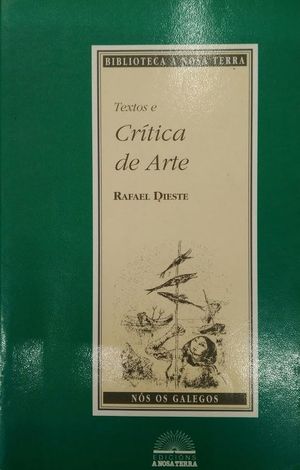 BIBLIOTECA A NOSA TERRA
Textos e
Crítica
de Arte
RAFAEL DIESTE
NÓS OS GALEGOS
EDICIÓNS
A NOSA TERRA